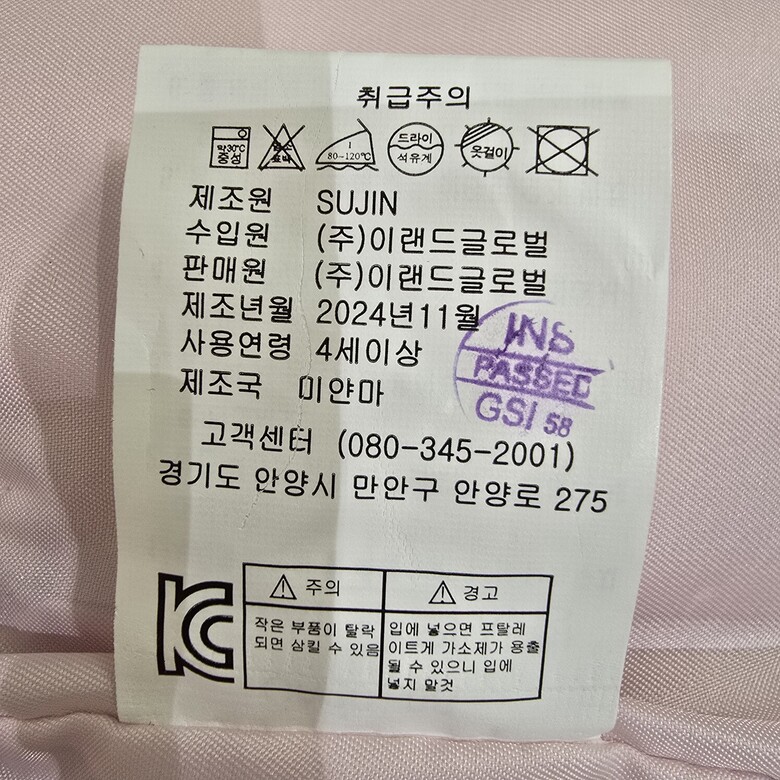 취급주의
약30℃ 중성
염소 표백
1 80~120℃
드라이 석유계
옷걸이
제조원 SUJIN
수입원 (주)이랜드글로벌
판매원 (주)이랜드글로벌
제조년월 2024년11월
사용연령 4세이상
제조국 미얀마
INS
PASSED
GSI 58
고객센터 (080-345-2001)
경기도 안양시 만안구 안양로 275
주의
작은 부품이 탈락
되면 삼킬 수 있음
경고
입에 넣으면 프탈레
이트게 가소제가 용출
될 수 있으니 입에
넣지 말것